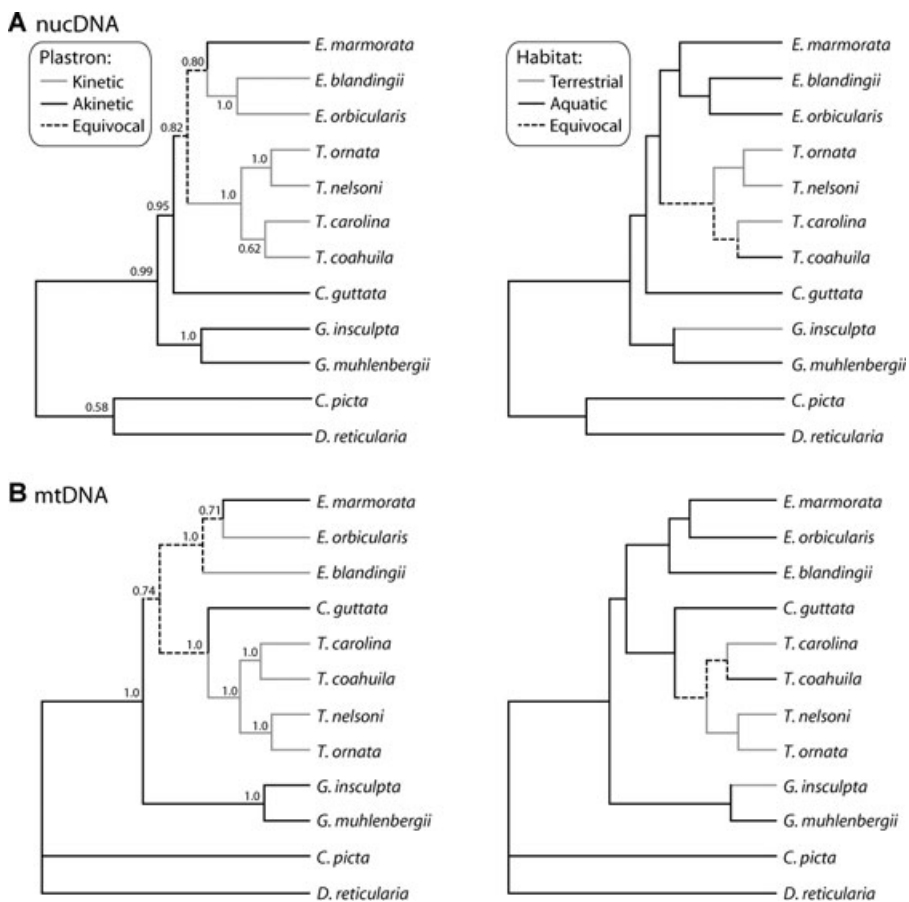 A nucDNA
Plastron:
Kinetic
Akinetic
Equivocal
0.80
1.0
0.82
1.0
1.0
0.95
0.62
0.99
1.0
0.58
E. marmorata
E. blandingii
E. orbicularis
T. ornata
T. nelsoni
T. carolina
T. coahuila
C. guttata
G. insculpta
G. muhlenbergii
C. picta
D. reticularia
Habitat:
Terrestrial
Aquatic
Equivocal
E. marmorata
E. blandingii
E. orbicularis
T. ornata
T. nelsoni
T. carolina
T. coahuila
C. guttata
G. insculpta
G. muhlenbergii
C. picta
D. reticularia
B mtDNA
0.71
1.0
0.74
1.0
1.0
1.0
1.0
1.0
1.0
E. marmorata
E. orbicularis
E. blandingii
C. guttata
T. carolina
T. coahuila
T. nelsoni
T. ornata
G. insculpta
G. muhlenbergii
C. picta
D. reticularia
E. marmorata
E. orbicularis
E. blandingii
C. guttata
T. carolina
T. coahuila
T. nelsoni
T. ornata
G. insculpta
G. muhlenbergii
C. picta
D. reticularia